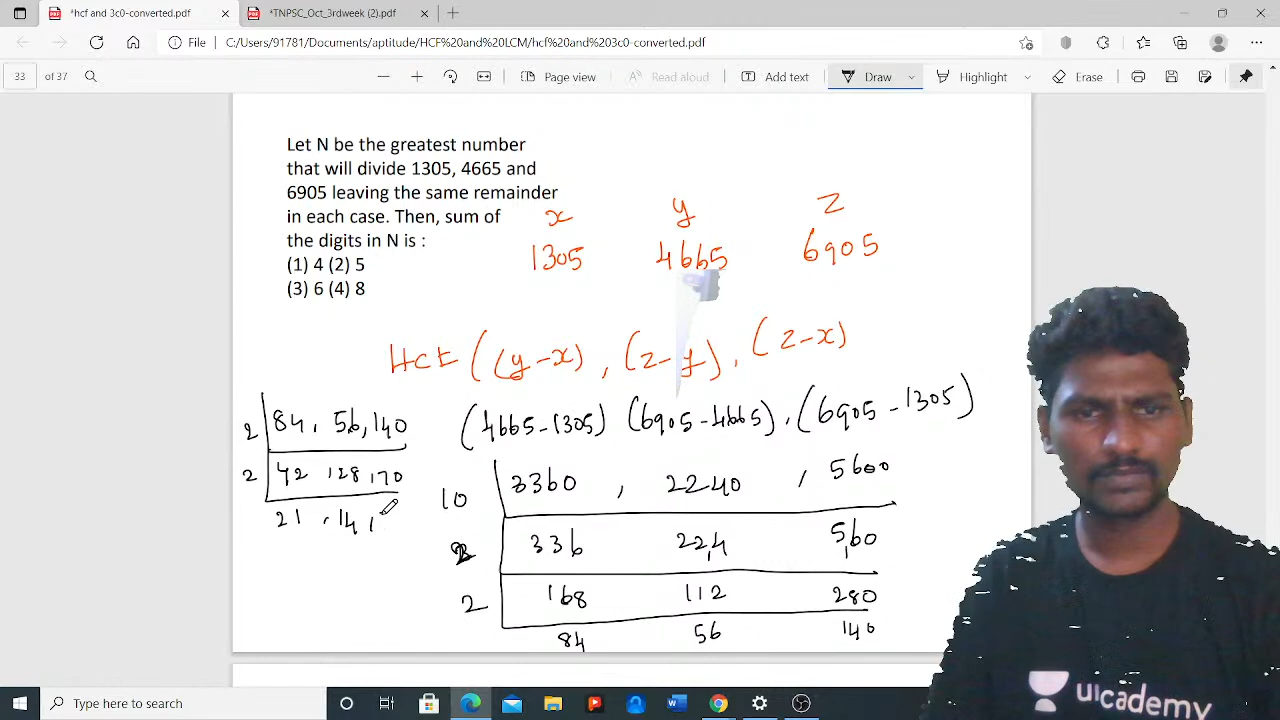 *hcf and 3c0-converted.pdf
*TNPSC_Oct_3rdweek (2).pdf
File
C:/Users/91781/Documents/aptitude/HCF%20and%20LCM/hcf%20and%203c0-converted.pdf
33 of 37
Page view
Read aloud
Add text
Draw
Highlight
Erase
Let N be the greatest number
that will divide 1305, 4665 and
6905 leaving the same remainder
in each case. Then, sum of
the digits in N is :
(1) 4 (2) 5
(3) 6 (4) 8
x y z
1305 4665 6905
HCF ((y-x), (z-y), (z-x)
(4665-1305) (6905-4665), (6905-1305)
10 3360, 2240, 5600
2 336 224, 560
2 168 112 280
84 56 140
2 84, 56, 140
2 42, 28, 70
21, 14,
Type here to search
unacademy